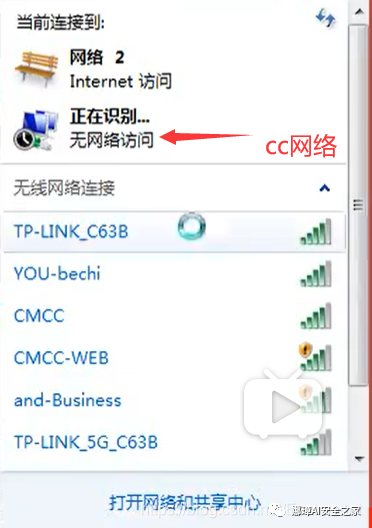 当前连接到:
网络 2
Internet 访问
正在识别...
无网络访问
cc网络
无线网络连接
TP-LINK_C63B
YOU-bechi
CMCC
CMCC-WEB
and-Business
TP-LINK_5G_C63B
打开网络和共享中心
娜璋AI安全之家